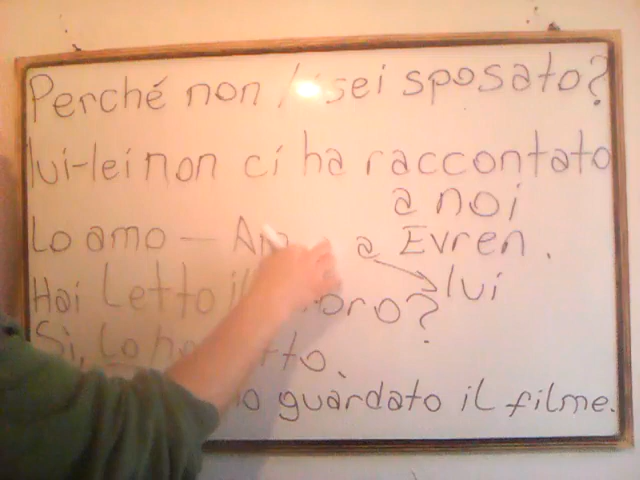 Perché non sei sposato?
lui-lei non ci ha raccontato
a noi
Lo amo — a Evren.
lui
Hai Letto il
Sì, Lo
guardato il filme.